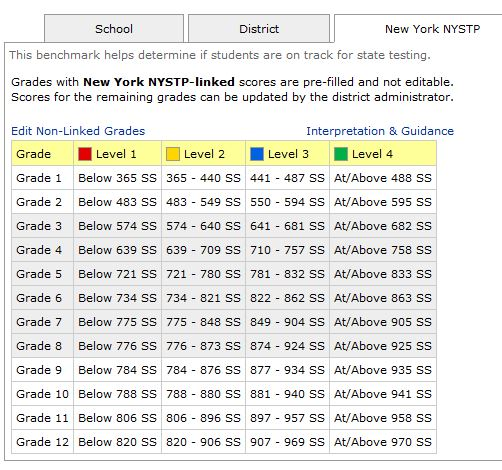 School District New York NYSTP
This benchmark helps determine if students are on track for state testing.
Grades with New York NYSTP-linked scores are pre-filled and not editable.
Scores for the remaining grades can be updated by the district administrator.
Edit Non-Linked Grades Interpretation & Guidance
Grade Level 1 Level 2 Level 3 Level 4
Grade 1 Below 365 SS 365 - 440 SS 441 - 487 SS At/Above 488 SS
Grade 2 Below 483 SS 483 - 549 SS 550 - 594 SS At/Above 595 SS
Grade 3 Below 574 SS 574 - 640 SS 641 - 681 SS At/Above 682 SS
Grade 4 Below 639 SS 639 - 709 SS 710 - 757 SS At/Above 758 SS
Grade 5 Below 721 SS 721 - 780 SS 781 - 832 SS At/Above 833 SS
Grade 6 Below 734 SS 734 - 821 SS 822 - 862 SS At/Above 863 SS
Grade 7 Below 775 SS 775 - 848 SS 849 - 904 SS At/Above 905 SS
Grade 8 Below 776 SS 776 - 873 SS 874 - 924 SS At/Above 925 SS
Grade 9 Below 784 SS 784 - 876 SS 877 - 934 SS At/Above 935 SS
Grade 10 Below 788 SS 788 - 880 SS 881 - 940 SS At/Above 941 SS
Grade 11 Below 806 SS 806 - 896 SS 897 - 957 SS At/Above 958 SS
Grade 12 Below 820 SS 820 - 906 SS 907 - 969 SS At/Above 970 SS